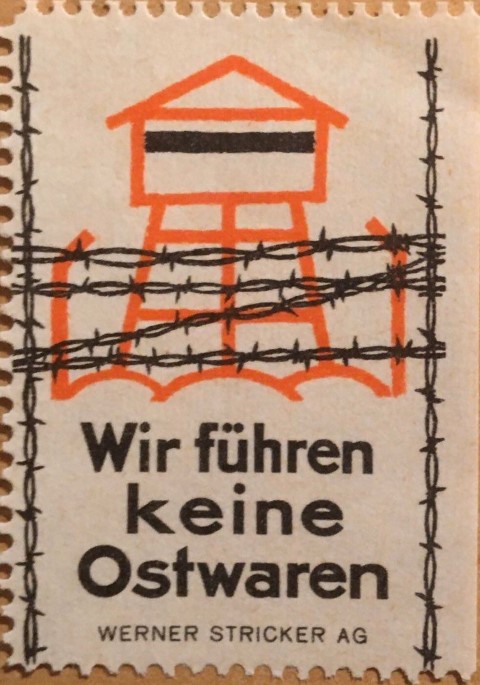 Wir führen
keine
Ostwaren
WERNER STRICKER AG